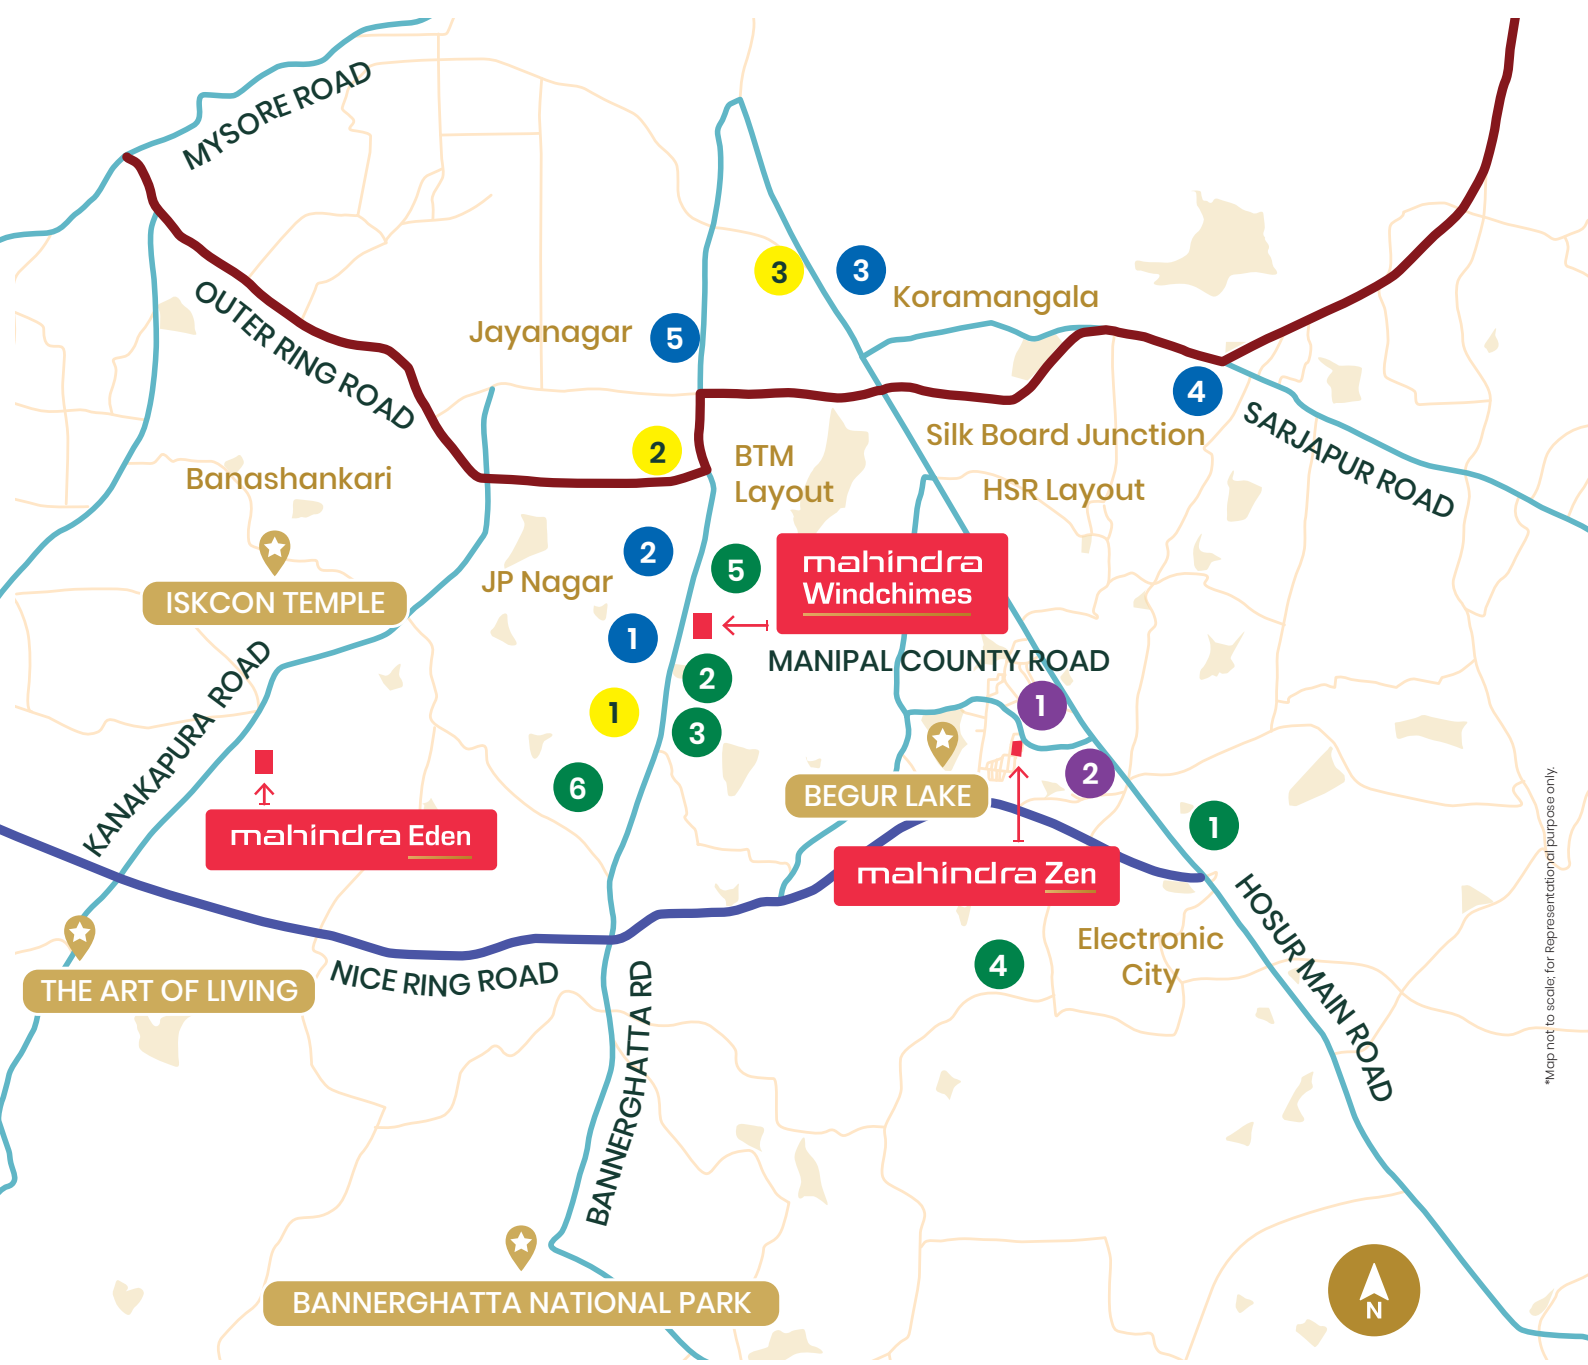 MYSORE ROAD
3
3
Koramangala
OUTER RING ROAD
Jayanagar
5
4
SARJAPUR ROAD
Silk Board Junction
2
BTM
Layout
Banashankari
HSR Layout
ISKCON TEMPLE
JP Nagar
2
5
mahindra
Windchimes
1
MANIPAL COUNTY ROAD
2
KANAKAPURA ROAD
1
1
3
2
6
BEGUR LAKE
1
mahindra Eden
mahindra Zen
HOSUR MAIN ROAD
*Map not to scale; for Representational purpose only.
THE ART OF LIVING
NICE RING ROAD
4
Electronic
City
BANNERGHATTA RD
BANNERGHATTA NATIONAL PARK
N